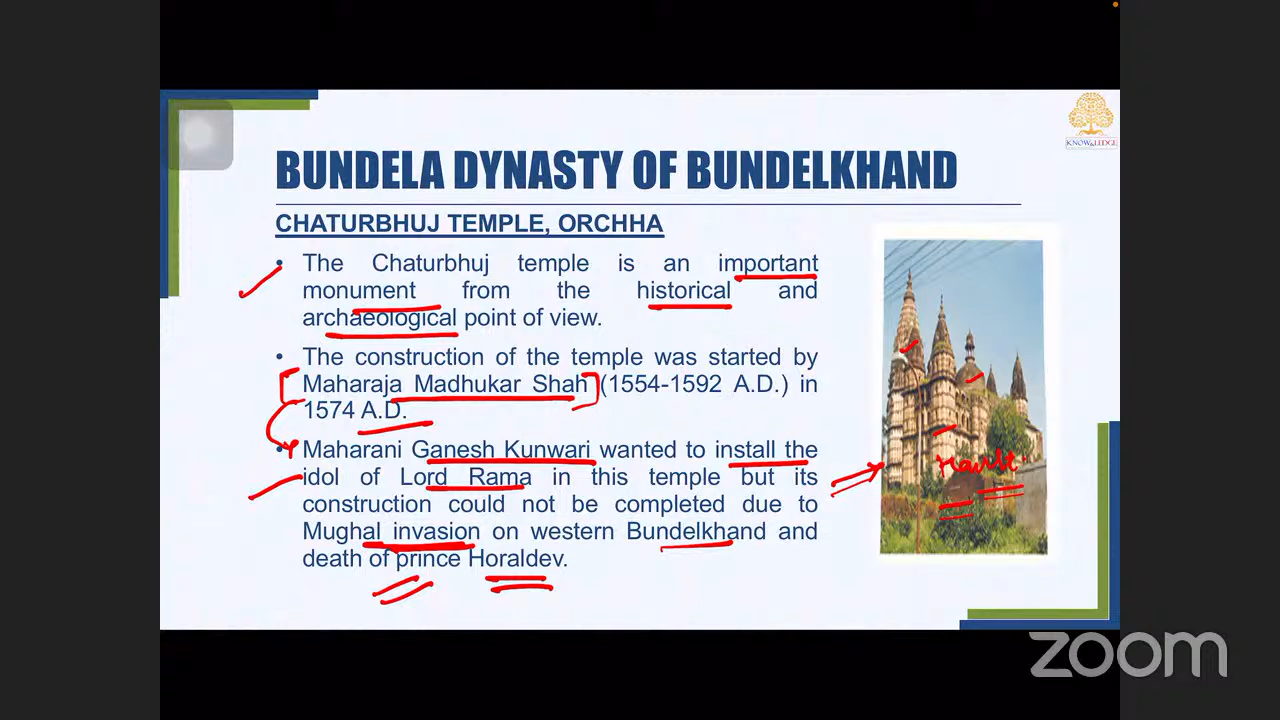 KNOWLEDGE
BUNDELA DYNASTY OF BUNDELKHAND
CHATURBHUJ TEMPLE, ORCHHA
• The Chaturbhuj temple is an important
monument from the historical and
archaeological point of view.
• The construction of the temple was started by
Maharaja Madhukar Shah (1554-1592 A.D.) in
1574 A.D.
• Maharani Ganesh Kunwari wanted to install the
idol of Lord Rama in this temple but its
construction could not be completed due to
Mughal invasion on western Bundelkhand and
death of prince Horaldev.
zoom